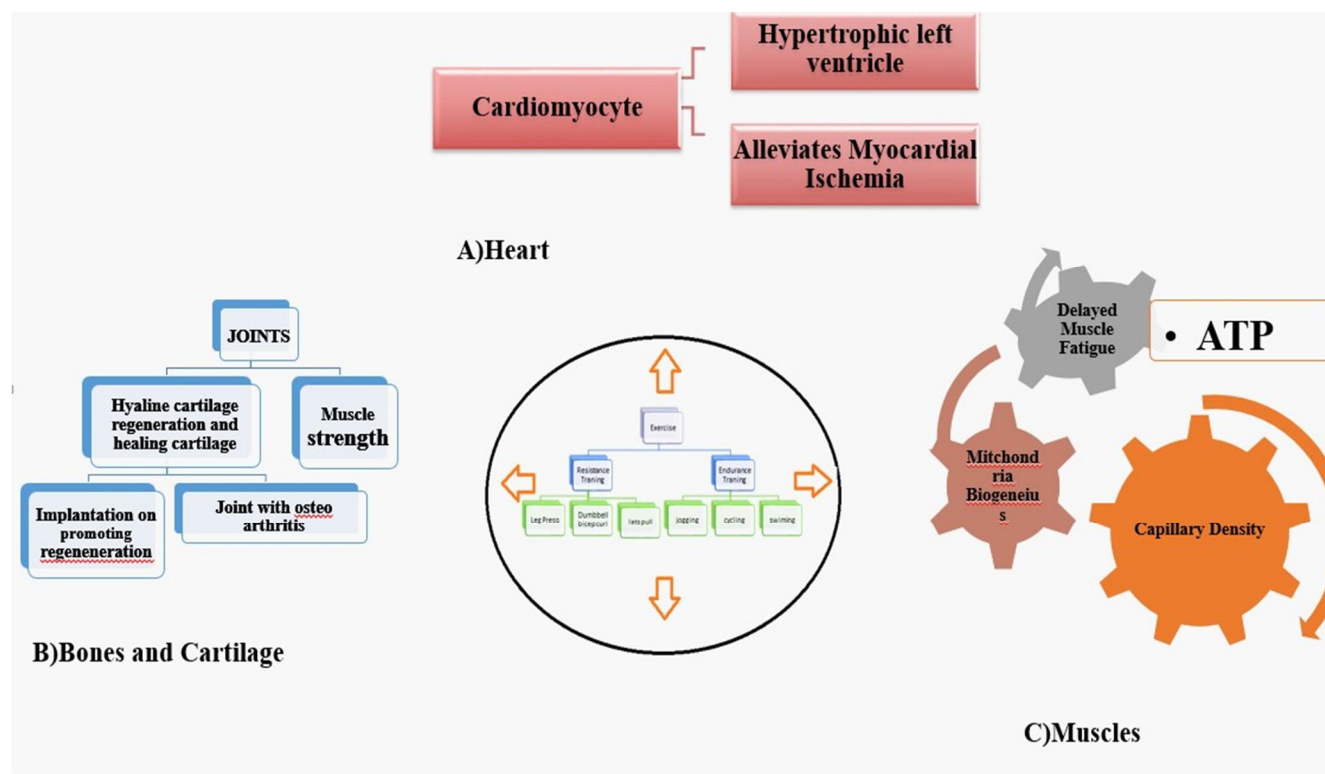 Hypertrophic left
ventricle
Cardiomyocyte
Alleviates Myocardial
Ischemia
A)Heart
JOINTS
Hyaline cartilage
regeneration and
healing cartilage
Muscle
strength
Implantation on
promoting
regeneneration
Joint with osteo
arthritis
B)Bones and Cartilage
Exercise
Resistance
Traning
Endurance
Traning
Leg Press
Dumbbell
bicep curl
lats pull
jogging
cycling
swiming
Delayed
Muscle
Fatigue
• ATP
Mitchond
ria
Biogeneiu
s
Capillary Density
C)Muscles